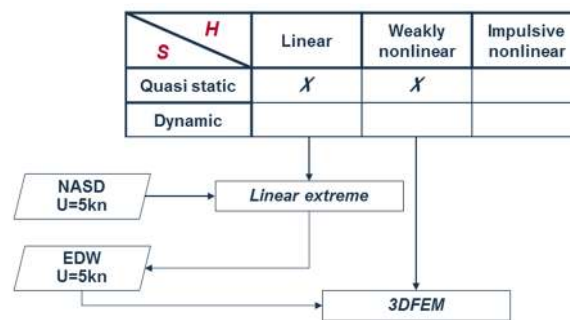 H
S
Linear
Weakly
nonlinear
Impulsive
nonlinear
Quasi static
X
X
Dynamic
NASD
U=5kn
Linear extreme
EDW
U=5kn
3DFEM